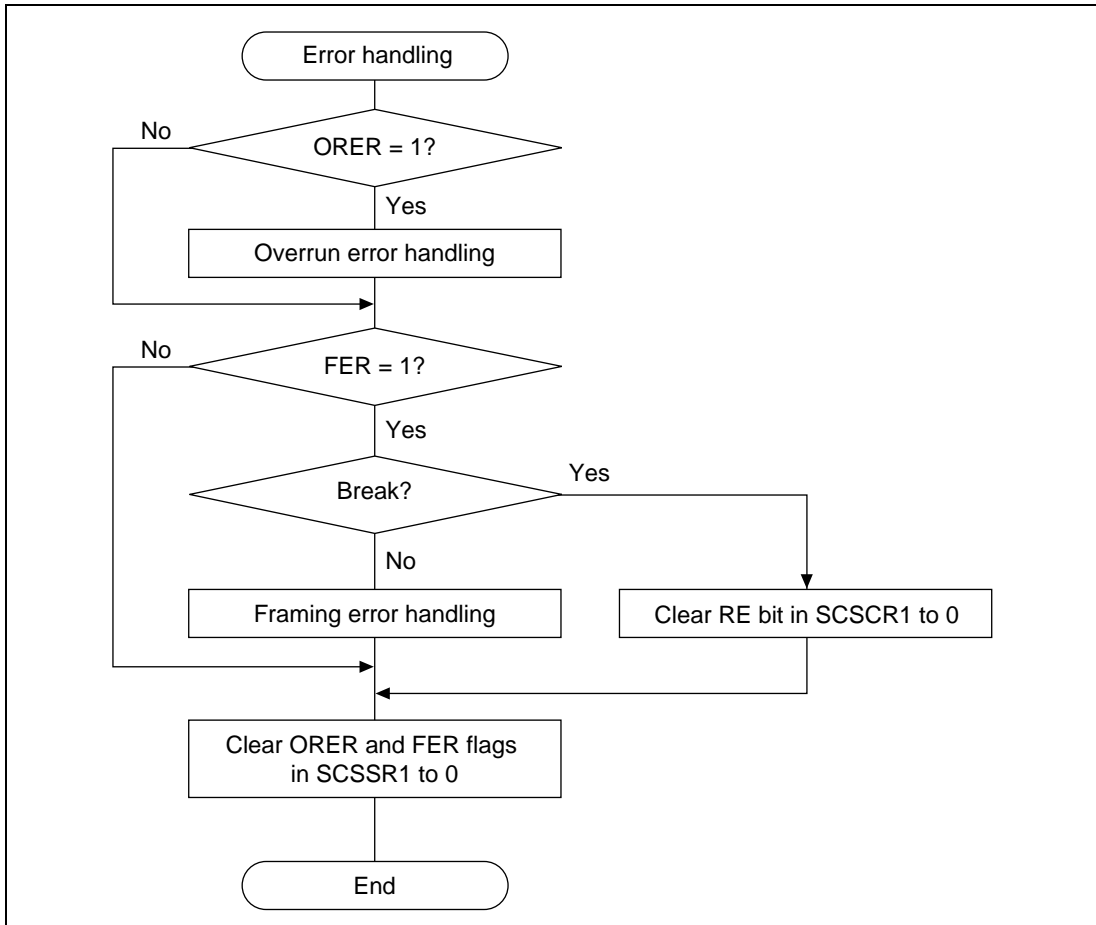 Error handling
No
ORER = 1?
Yes
Overrun error handling
No
FER = 1?
Yes
Break?
Yes
No
Framing error handling
Clear RE bit in SCSCR1 to 0
Clear ORER and FER flags
in SCSSR1 to 0
End